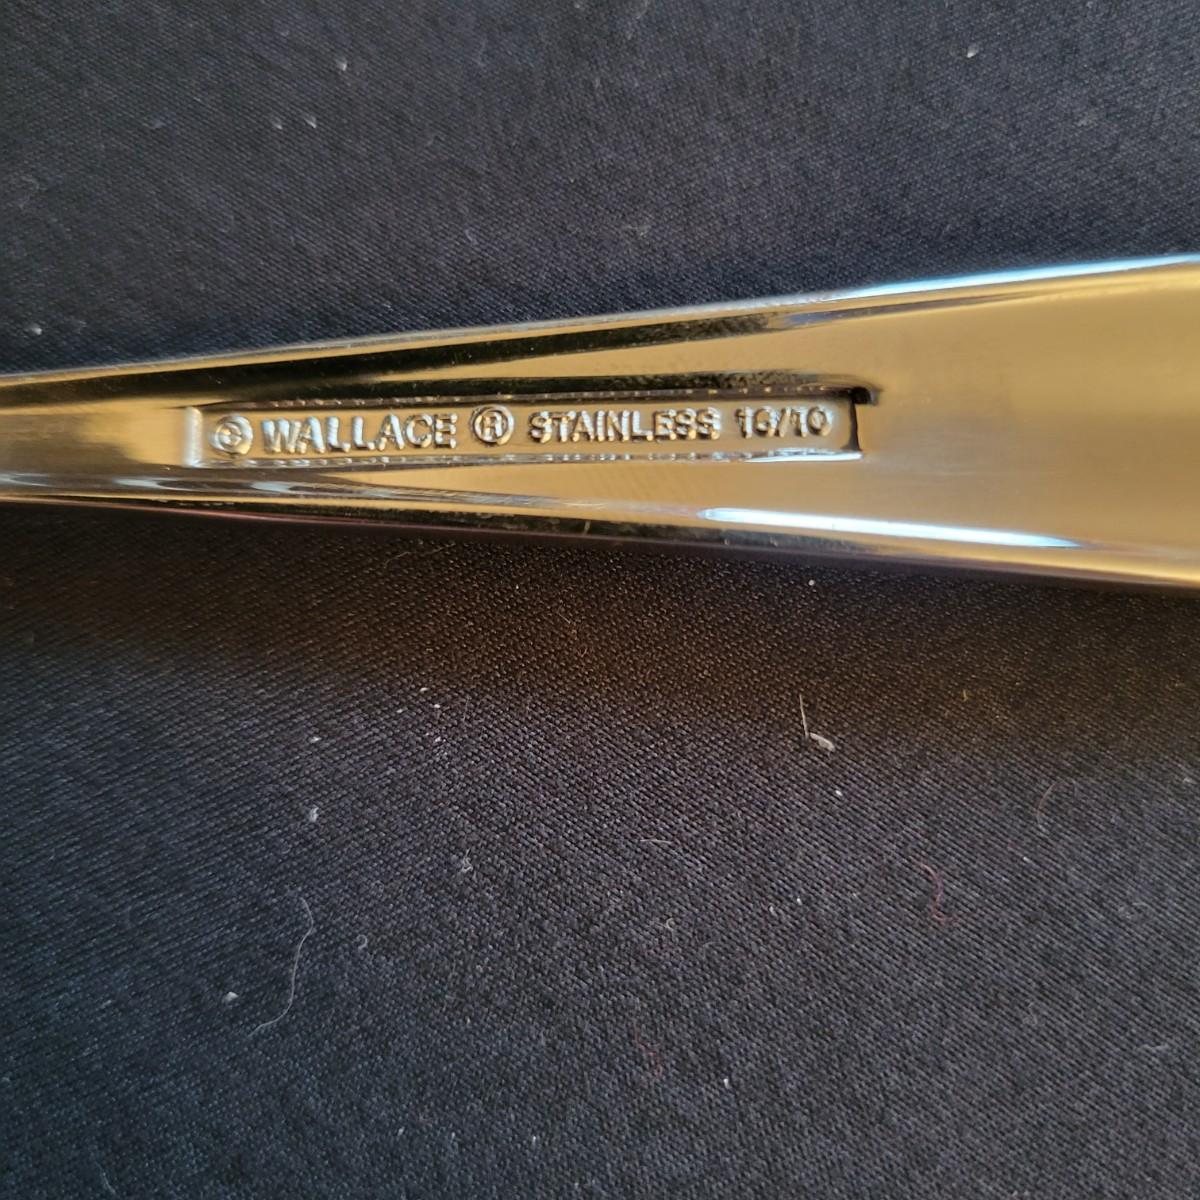 © WALLACE ® STAINLESS 18/10